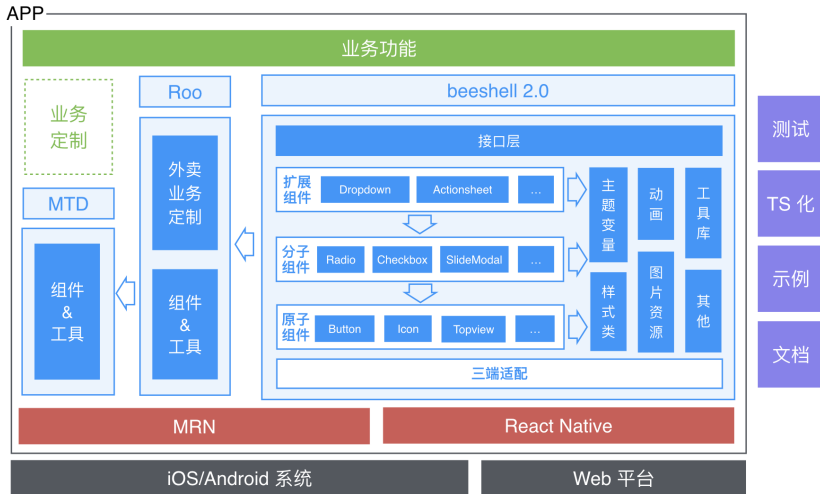 APP
业务功能
业务
定制
MTD
组件
&
工具
Roo
外卖
业务
定制
组件
&
工具
beeshell 2.0
接口层
扩展
组件
Dropdown
Actionsheet
...
分子
组件
Radio
Checkbox
SlideModal
...
原子
组件
Button
Icon
Topview
...
主
题
变
量
样
式
类
动
画
图
片
资
源
工
具
库
其
他
三端适配
MRN
React Native
iOS/Android 系统
Web 平台
测试
TS 化
示例
文档